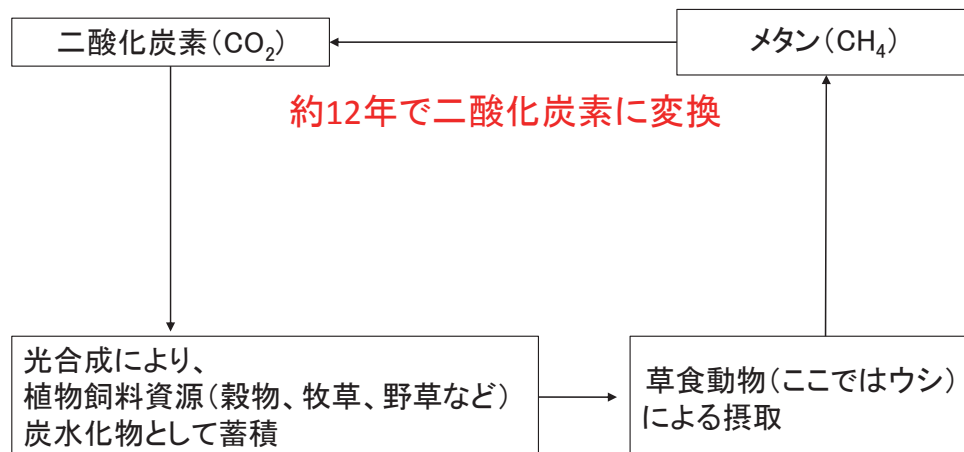 二酸化炭素（CO₂）
メタン（CH₄）
約12年で二酸化炭素に変換
光合成により、
植物飼料資源（穀物、牧草、野草など）
炭水化物として蓄積
草食動物（ここではウシ）
による摂取